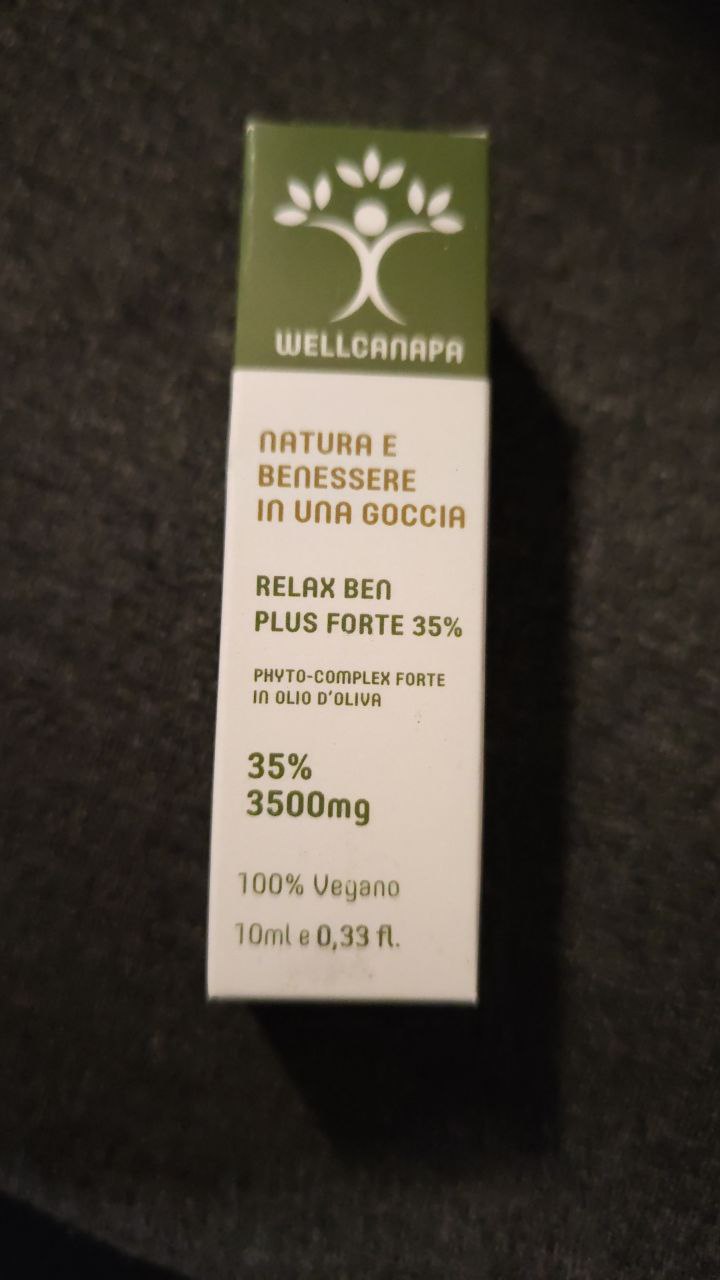 WELLCANAPA
NATURA E
BENESSERE
IN UNA GOCCIA
RELAX BEN
PLUS FORTE 35%
PHYTO-COMPLEX FORTE
IN OLIO D'OLIVA
35%
3500mg
100% Vegano
10ml e 0,33 fl.